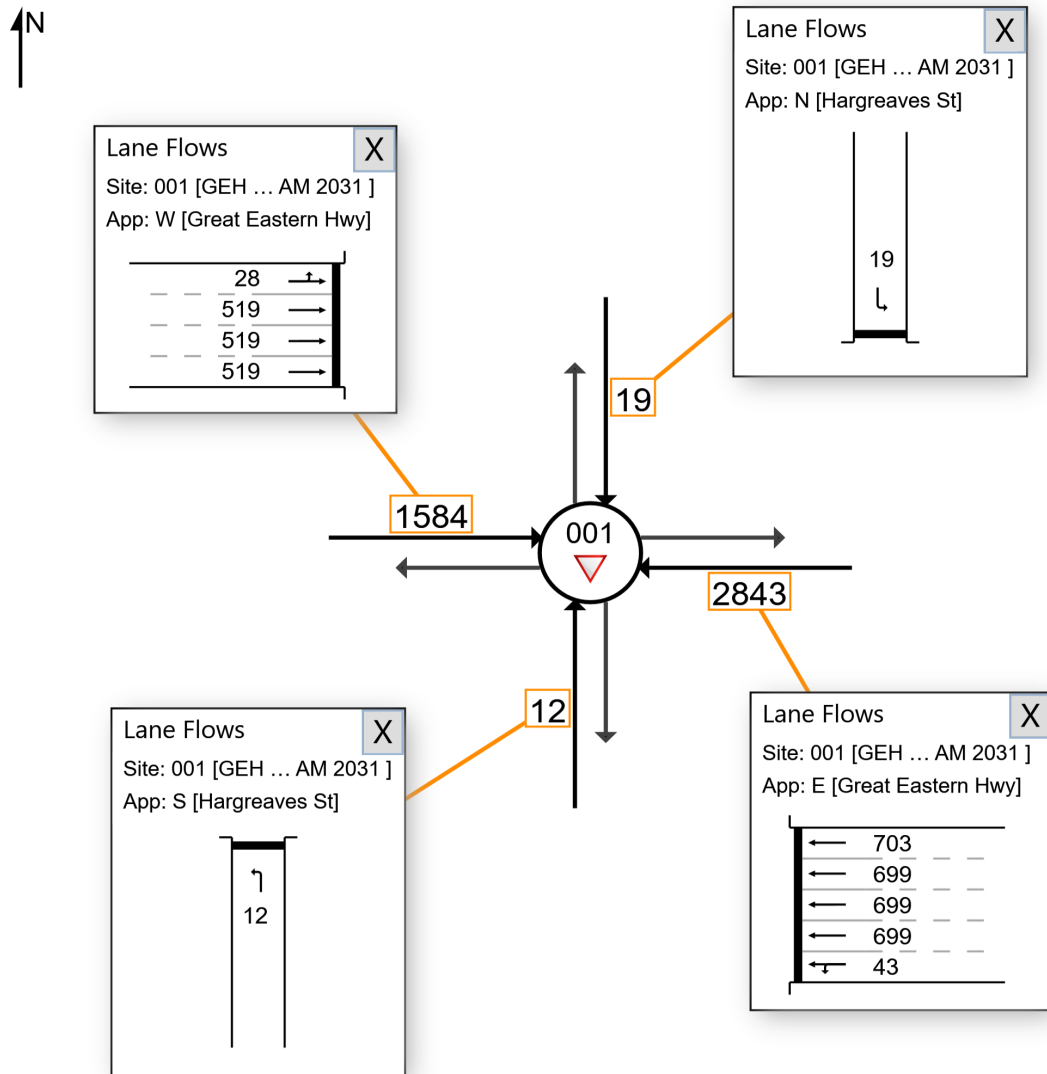 N
Lane Flows
X
Site: 001 [GEH ... AM 2031 ]
App: N [Hargreaves St]
19
Lane Flows
X
Site: 001 [GEH ... AM 2031 ]
App: W [Great Eastern Hwy]
28
519
519
519
19
1584
001
2843
12
Lane Flows
X
Site: 001 [GEH ... AM 2031 ]
App: S [Hargreaves St]
12
Lane Flows
X
Site: 001 [GEH ... AM 2031 ]
App: E [Great Eastern Hwy]
703
699
699
699
43